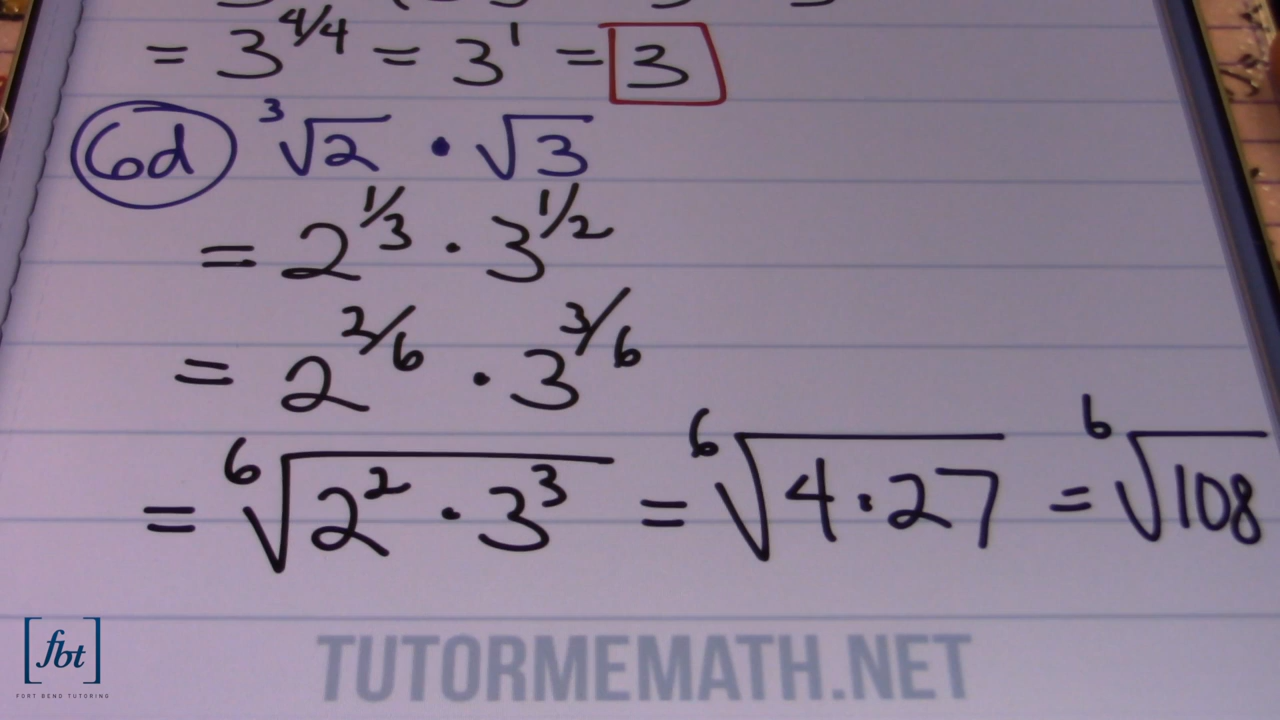 = 3^{4/4} = 3^1 = 3
6d ∛2 · √3
= 2^{1/3} · 3^{1/2}
= 2^{2/6} · 3^{3/6}
= ⁶√(2² · 3³) = ⁶√(4 · 27) = ⁶√108
[fbt]
FORT BEND TUTORING
TUTORMEMATH.NET